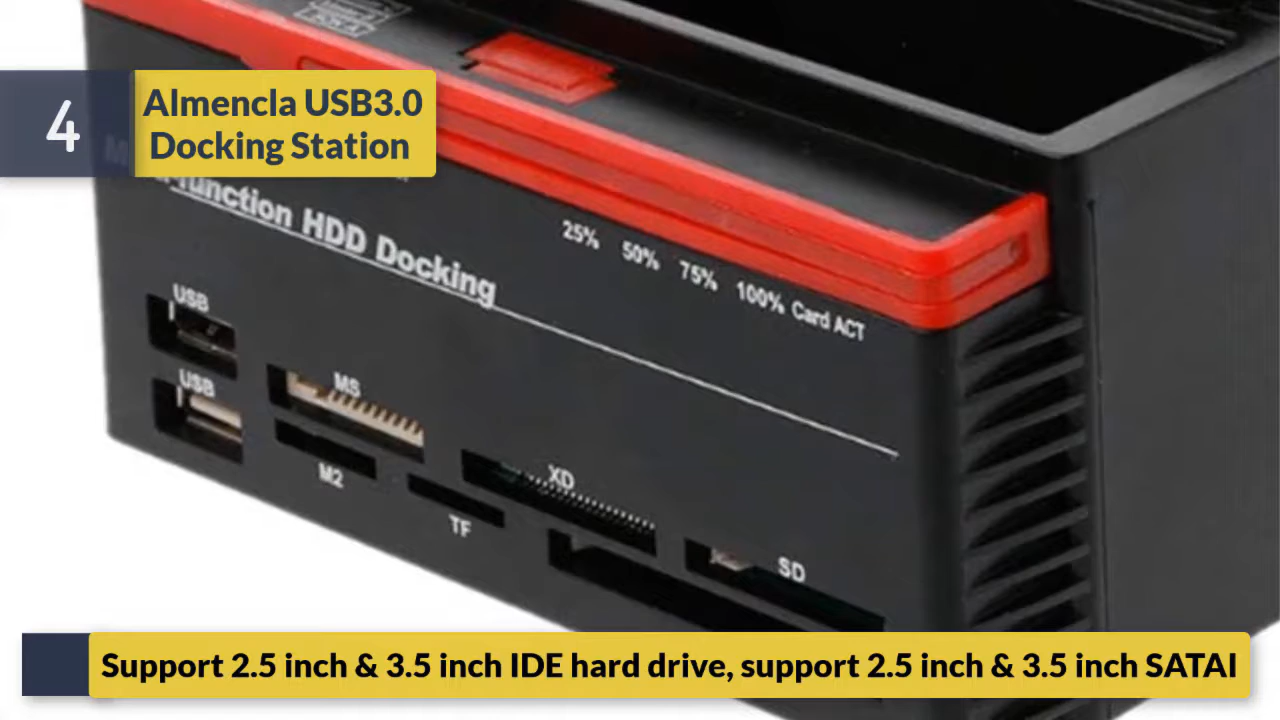 4
Almencla USB3.0
Docking Station
-function HDD Docking
25% 50% 75% 100% Card ACT
USB
USB
MS
M2
XD
TF
SD
Support 2.5 inch & 3.5 inch IDE hard drive, support 2.5 inch & 3.5 inch SATAI